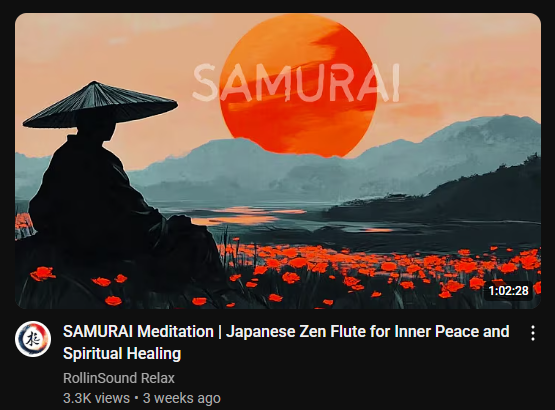 SAMURAI
1:02:28
SAMURAI Meditation | Japanese Zen Flute for Inner Peace and
Spiritual Healing
RollinSound Relax
3.3K views • 3 weeks ago